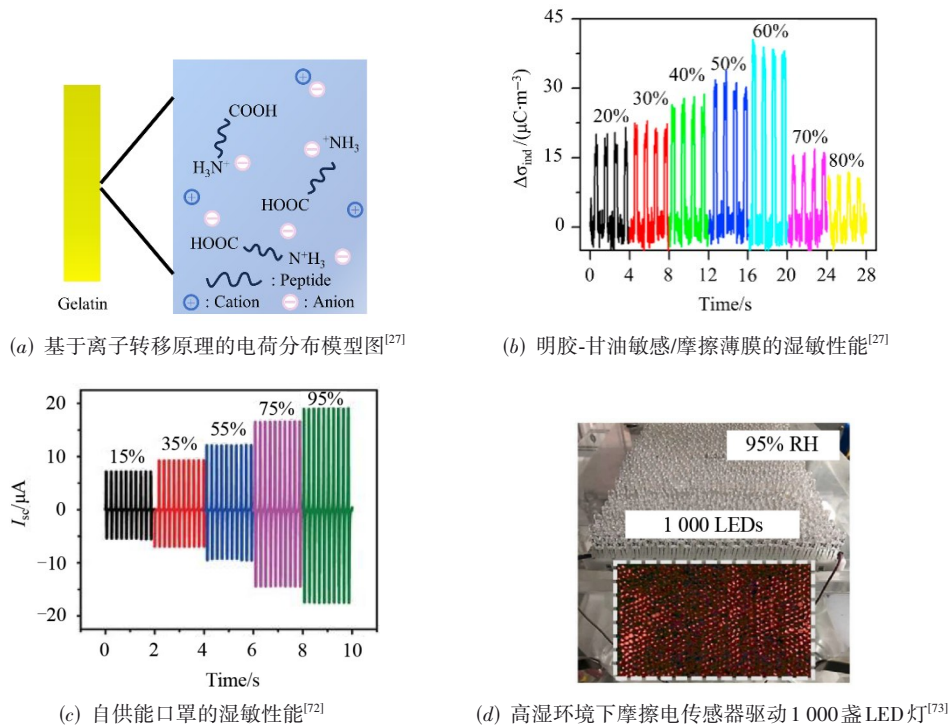 COOH
⁺NH₃
H₃N⁺
HOOC
HOOC
N⁺H₃
: Peptide
Gelatin
+ : Cation − : Anion
(a) 基于离子转移原理的电荷分布模型图[27]
60%
50%
40%
30%
20%
70%
80%
45
30
15
0
Δσind /(μC·m⁻³)
0 4 8 12 16 20 24 28
Time/s
(b) 明胶-甘油敏感/摩擦薄膜的湿敏性能[27]
95%
75%
55%
35%
15%
20
10
0
−10
−20
Isc/μA
0 2 4 6 8 10
Time/s
(c) 自供能口罩的湿敏性能[72]
95% RH
1 000 LEDs
(d) 高湿环境下摩擦电传感器驱动1 000盏LED灯[73]